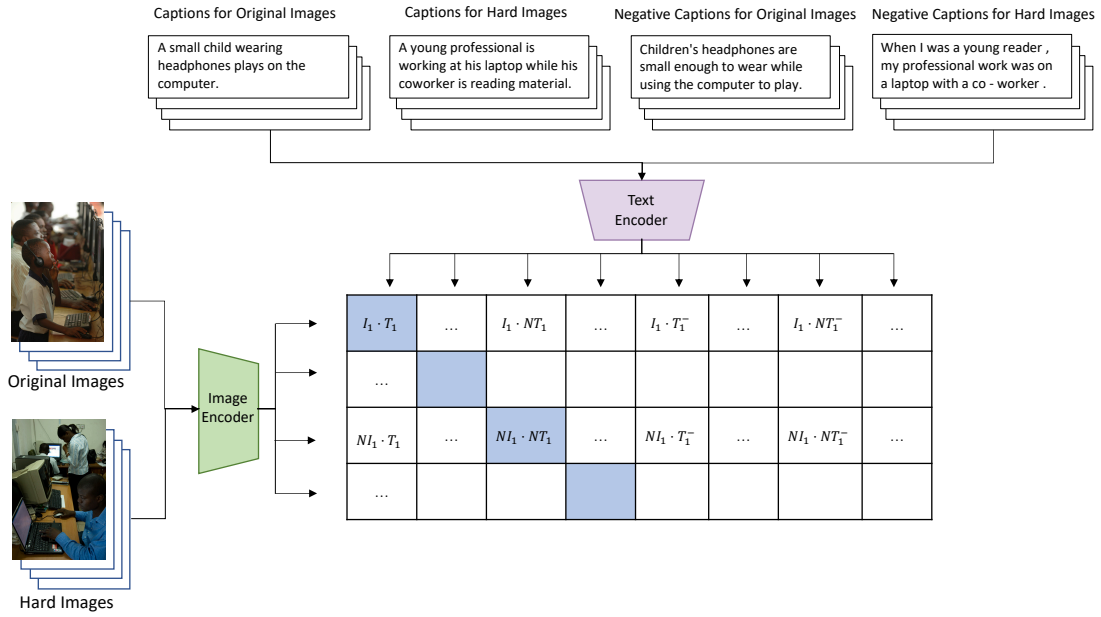 Captions for Original Images
Captions for Hard Images
Negative Captions for Original Images
Negative Captions for Hard Images
A small child wearing
headphones plays on the
computer.
A young professional is
working at his laptop while his
coworker is reading material.
Children's headphones are
small enough to wear while
using the computer to play.
When I was a young reader ,
my professional work was on
a laptop with a co - worker .
Text
Encoder
Original Images
Image
Encoder
Hard Images
I₁ · T₁ … I₁ · NT₁ … I₁ · T₁⁻ … I₁ · NT₁⁻ …
…
NI₁ · T₁ … NI₁ · NT₁ … NI₁ · T₁⁻ … NI₁ · NT₁⁻ …
…